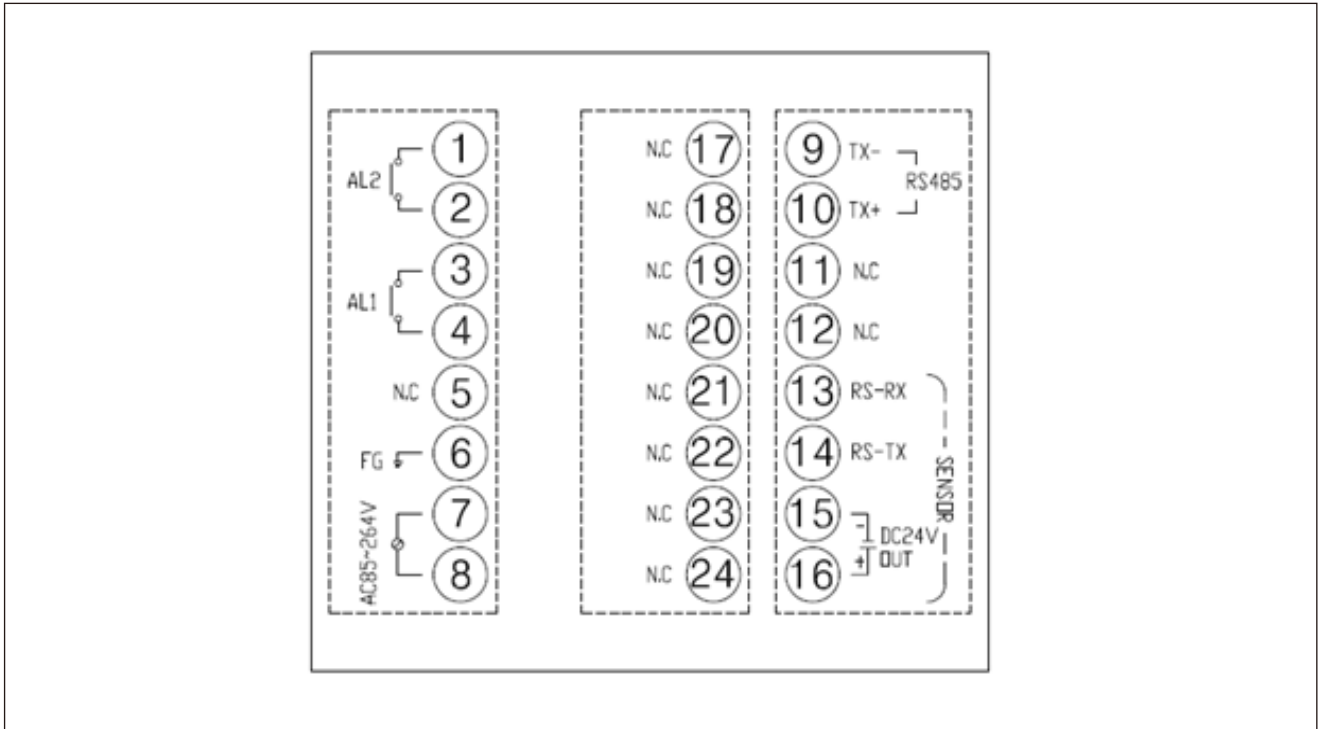 AL2
1
2
AL1
3
4
N.C 5
FG 6
AC85~264V
7
8
N.C 17
N.C 18
N.C 19
N.C 20
N.C 21
N.C 22
N.C 23
N.C 24
9 TX-
RS485
10 TX+
11 N.C
12 N.C
13 RS-RX
14 RS-TX
SENSOR
15 -
DC24V
OUT
16 +